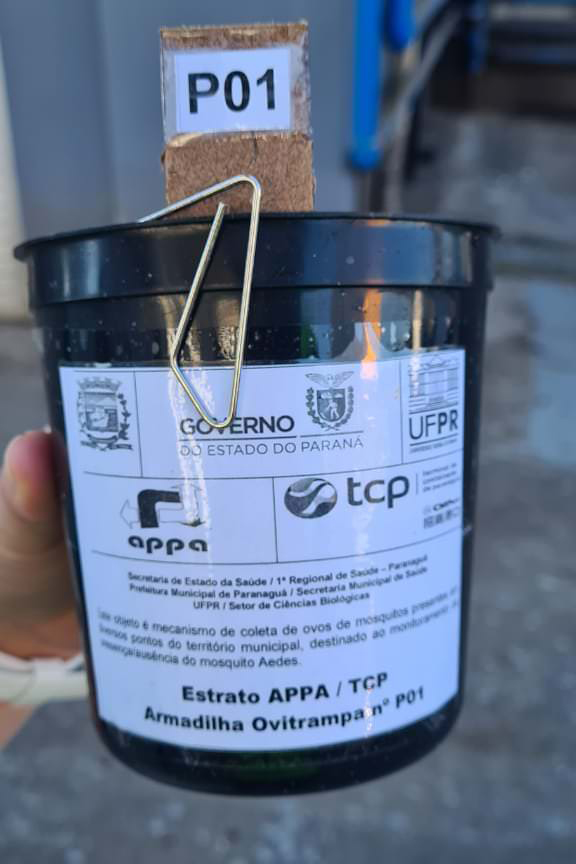 P01
GOVERNO
DO ESTADO DO PARANÁ
UFPR
appa
tcp
Secretaria de Estado da Saúde / 1ª Regional de Saúde – Paranaguá
Prefeitura Municipal de Paranaguá / Secretaria Municipal de Saúde
UFPR / Setor de Ciências Biológicas
Este objeto é mecanismo de coleta de ovos de mosquitos presentes em
diversos pontos do território municipal, destinado ao monitoramento
presença/ausência do mosquito Aedes.
Estrato APPA / TCP
Armadilha Ovitrampa nº P01